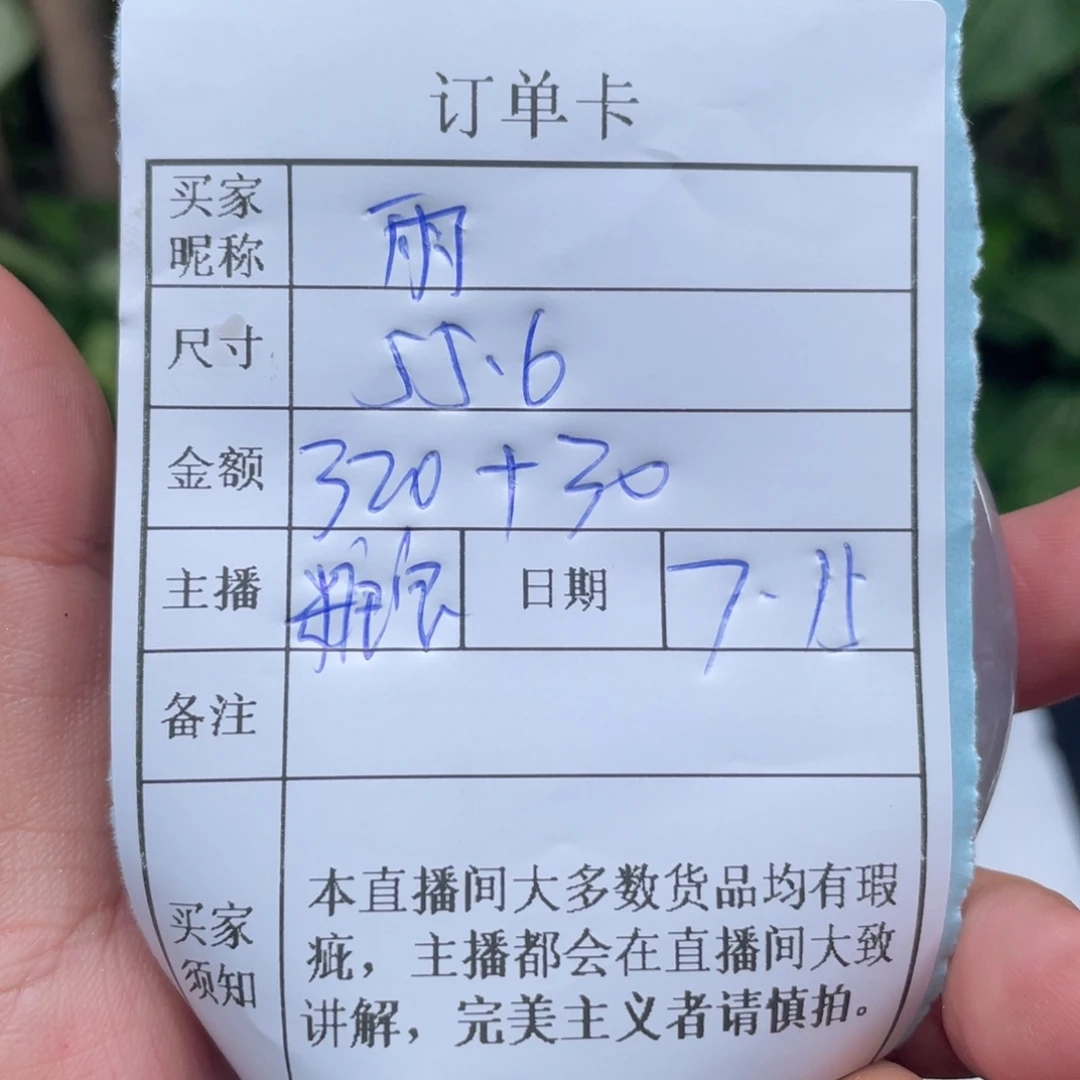 订单卡
买家
昵称
雨
尺寸
55.6
金额
320+30
主播
日期
7.15
备注
买家
须知
本直播间大多数货品均有瑕
疵，主播都会在直播间大致
讲解，完美主义者请慎拍。